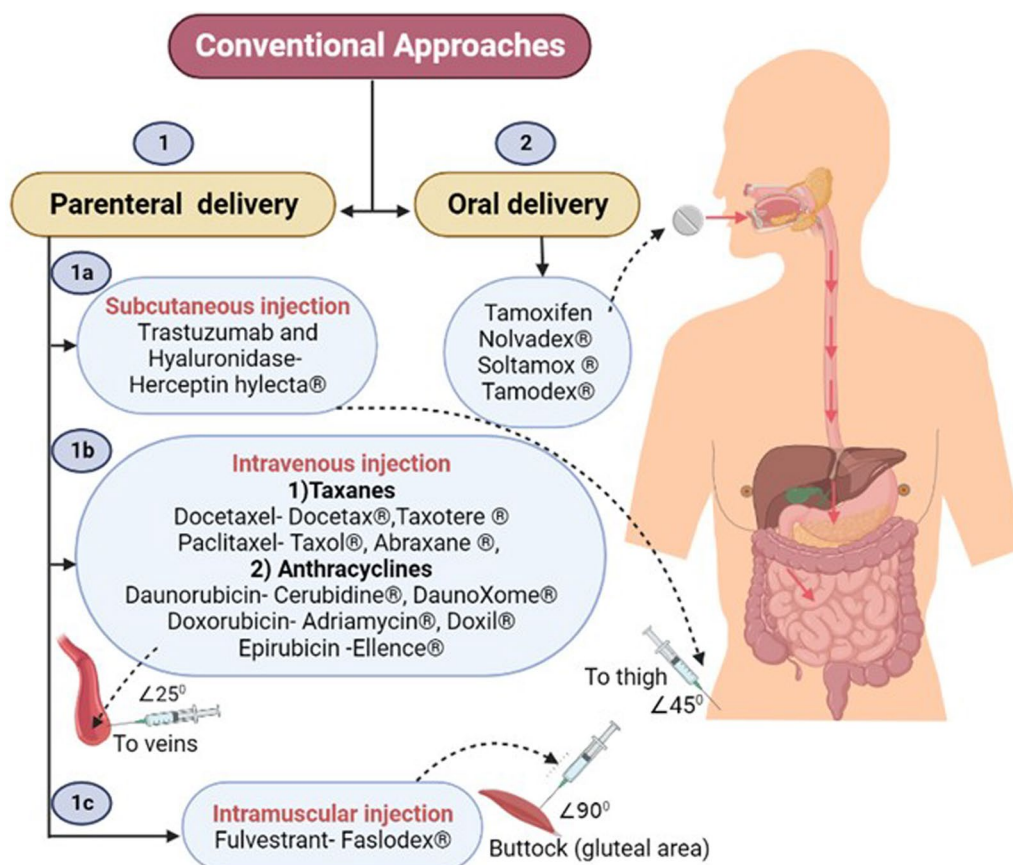 Conventional Approaches
1
2
Parenteral delivery
Oral delivery
1a
Subcutaneous injection
Trastuzumab and
Hyaluronidase-
Herceptin hylecta®
Tamoxifen
Nolvadex®
Soltamox ®
Tamodex®
1b
Intravenous injection
1)Taxanes
Docetaxel- Docetax®,Taxotere ®
Paclitaxel- Taxol®, Abraxane ®,
2) Anthracyclines
Daunorubicin- Cerubidine®, DaunoXome®
Doxorubicin- Adriamycin®, Doxil®
Epirubicin -Ellence®
∠25⁰
To veins
To thigh
∠45⁰
1c
Intramuscular injection
Fulvestrant- Faslodex®
∠90⁰
Buttock (gluteal area)